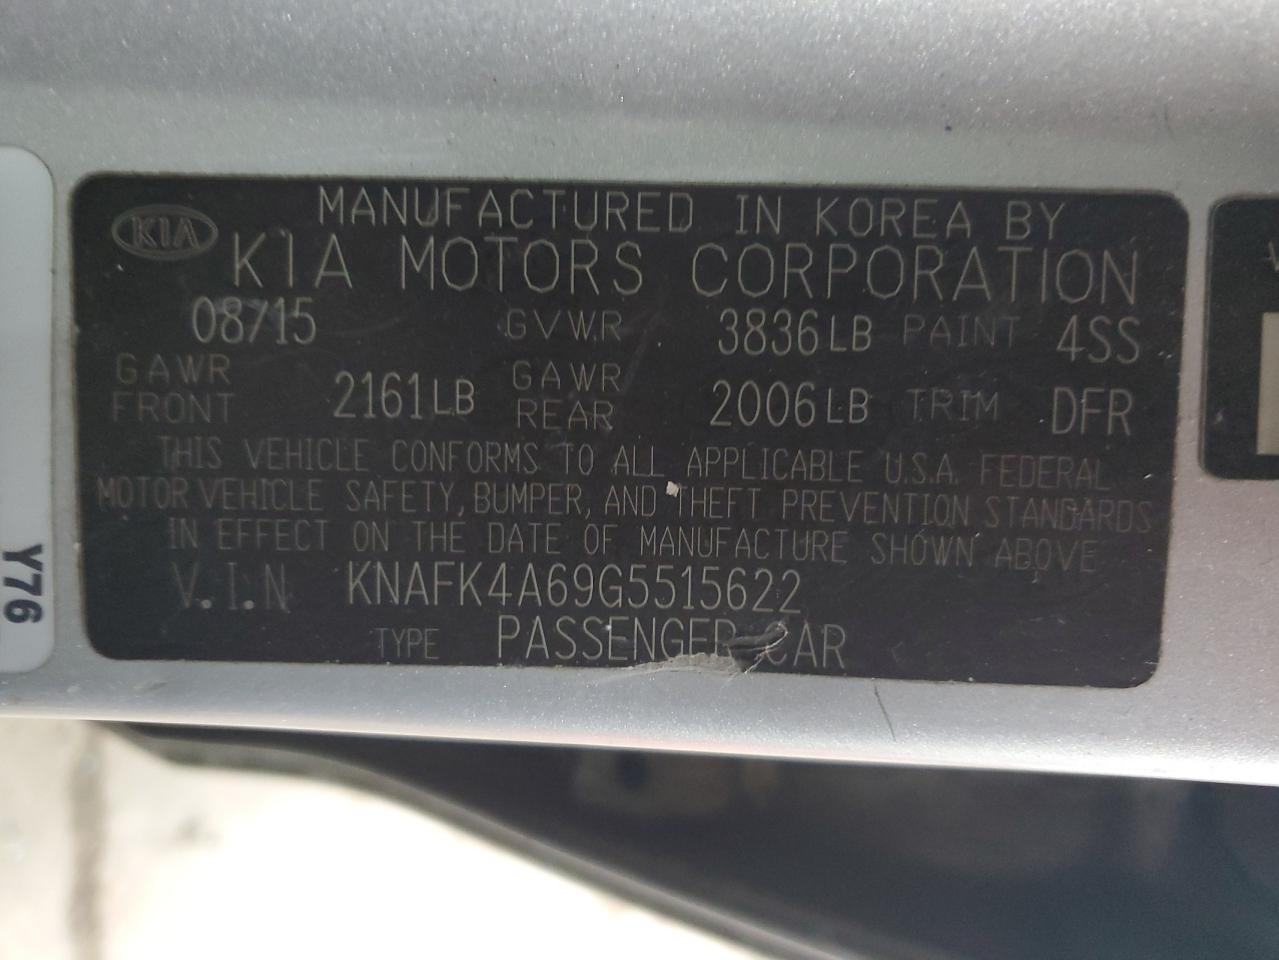 KIA
MANUFACTURED IN KOREA BY
KIA MOTORS CORPORATION
08/15 GVWR 3836LB PAINT 4SS
GAWR FRONT 2161LB GAWR REAR 2006LB TRIM DFR
THIS VEHICLE CONFORMS TO ALL APPLICABLE U.S.A. FEDERAL
MOTOR VEHICLE SAFETY, BUMPER, AND THEFT PREVENTION STANDARDS
IN EFFECT ON THE DATE OF MANUFACTURE SHOWN ABOVE
V.I.N KNAFK4A69G5515622
TYPE PASSENGER CAR
Y76